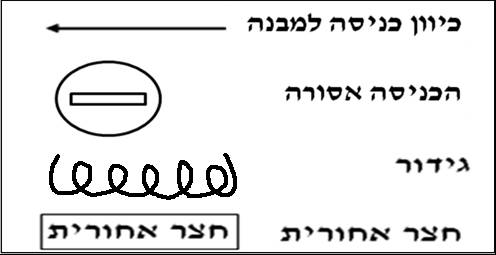 כיוון כניסה למבנה
הכניסה אסורה
גידור
חצר אחורית חצר אחורית